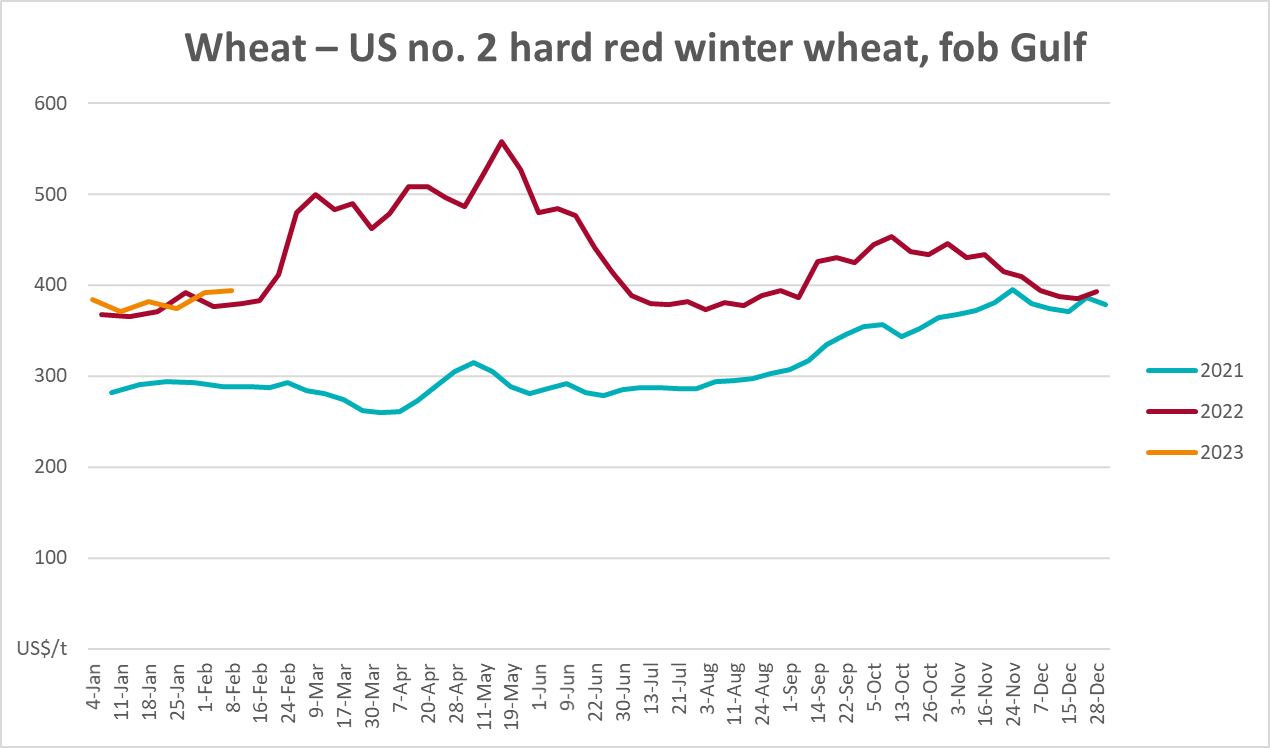 Wheat – US no. 2 hard red winter wheat, fob Gulf
600
500
400
300
200
100
US$/t
4-Jan
11-Jan
18-Jan
25-Jan
1-Feb
8-Feb
16-Feb
24-Feb
9-Mar
17-Mar
30-Mar
7-Apr
20-Apr
28-Apr
11-May
19-May
1-Jun
9-Jun
22-Jun
30-Jun
13-Jul
21-Jul
3-Aug
11-Aug
24-Aug
1-Sep
14-Sep
22-Sep
5-Oct
13-Oct
26-Oct
3-Nov
16-Nov
24-Nov
7-Dec
15-Dec
28-Dec
2021
2022
2023